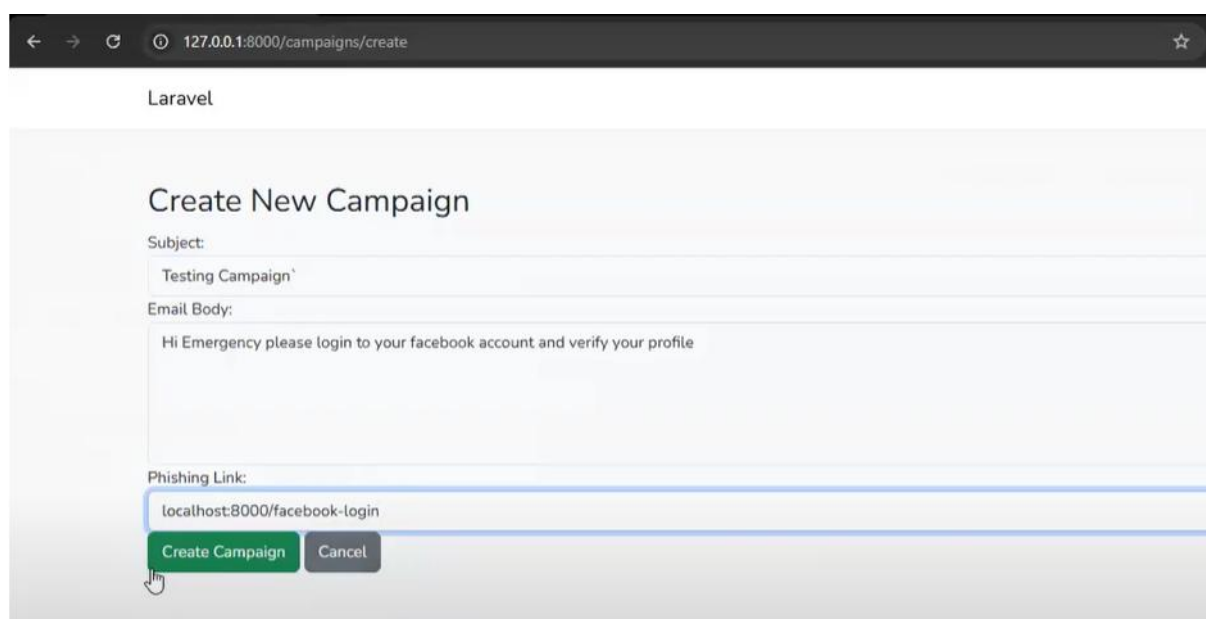 127.0.0.1:8000/campaigns/create
Laravel
Create New Campaign
Subject:
Testing Campaign`
Email Body:
Hi Emergency please login to your facebook account and verify your profile
Phishing Link:
localhost:8000/facebook-login
Create Campaign Cancel